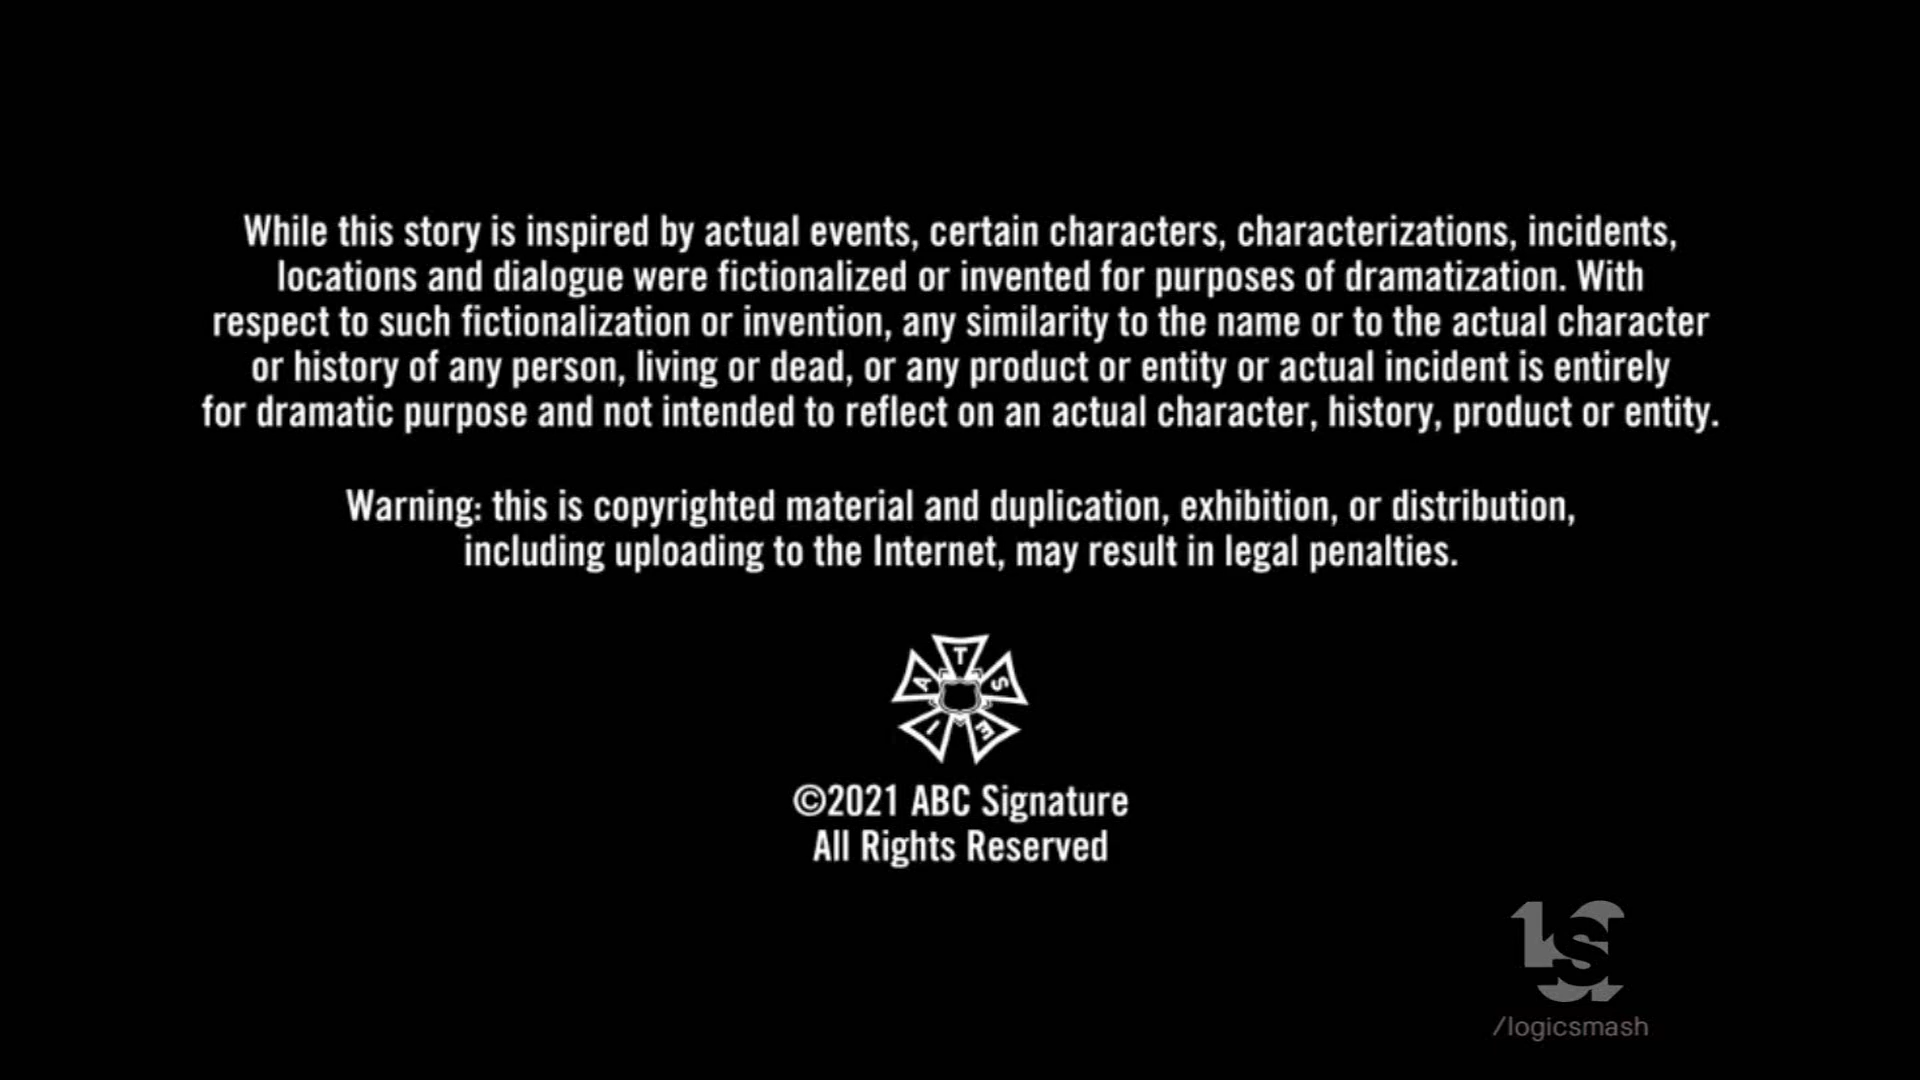 While this story is inspired by actual events, certain characters, characterizations, incidents,
locations and dialogue were fictionalized or invented for purposes of dramatization. With
respect to such fictionalization or invention, any similarity to the name or to the actual character
or history of any person, living or dead, or any product or entity or actual incident is entirely
for dramatic purpose and not intended to reflect on an actual character, history, product or entity.
Warning: this is copyrighted material and duplication, exhibition, or distribution,
including uploading to the Internet, may result in legal penalties.
I A T S E
©2021 ABC Signature
All Rights Reserved
LS
/logicsmash